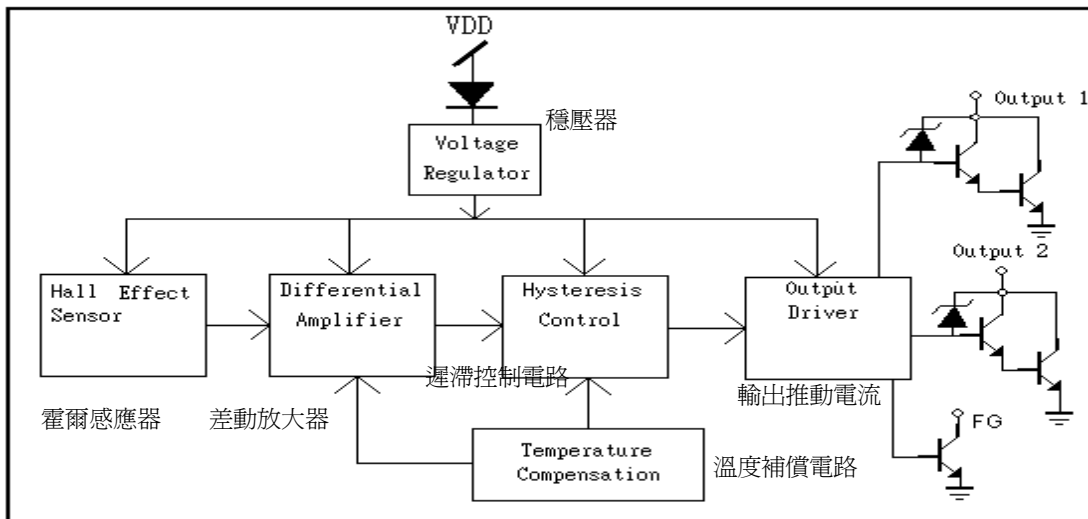 VDD
穩壓器
Voltage
Regulator
Output 1
Output 2
Hall Effect
Sensor
Differential
Amplifier
Hysteresis
Control
Output
Driver
遲滯控制電路
霍爾感應器
差動放大器
輸出推動電流
FG
Temperature
Compensation
溫度補償電路